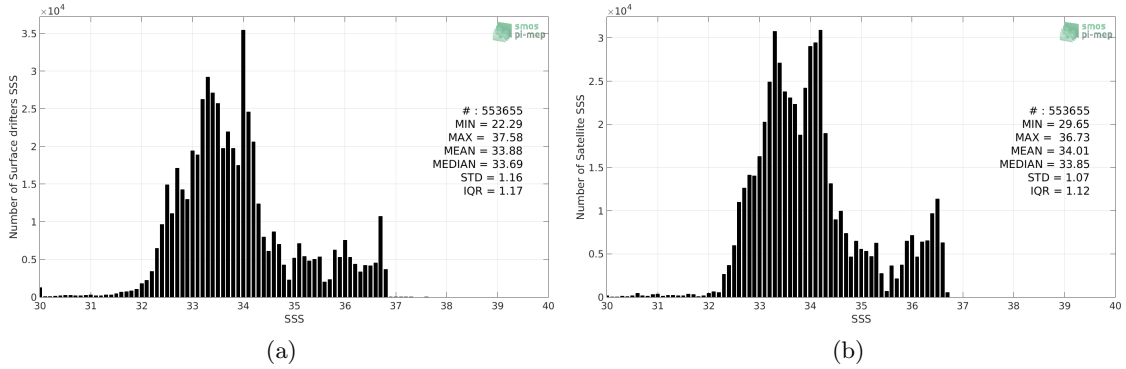 ×10⁴
3.5
3
2.5
2
1.5
1
0.5
0
30 31 32 33 34 35 36 37 38 39 40
SSS
Number of Surface drifters SSS
smos
pi-mep
# : 553655
MIN = 22.29
MAX = 37.58
MEAN = 33.88
MEDIAN = 33.69
STD = 1.16
IQR = 1.17
(a)
×10⁴
3
2.5
2
1.5
1
0.5
0
30 31 32 33 34 35 36 37 38 39 40
SSS
Number of Satellite SSS
smos
pi-mep
# : 553655
MIN = 29.65
MAX = 36.73
MEAN = 34.01
MEDIAN = 33.85
STD = 1.07
IQR = 1.12
(b)